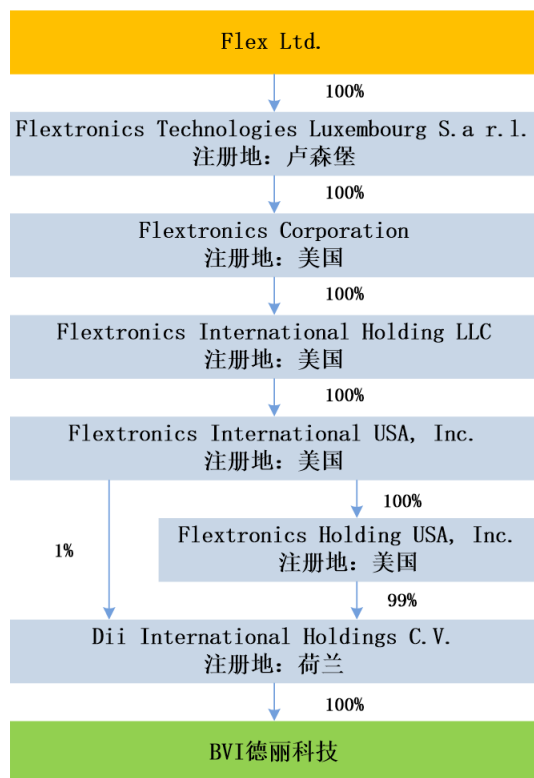 Flex Ltd.
100%
Flextronics Technologies Luxembourg S.a r.l.
注册地：卢森堡
100%
Flextronics Corporation
注册地：美国
100%
Flextronics International Holding LLC
注册地：美国
100%
Flextronics International USA, Inc.
注册地：美国
100%
1%
Flextronics Holding USA, Inc.
注册地：美国
99%
Dii International Holdings C.V.
注册地：荷兰
100%
BVI德丽科技